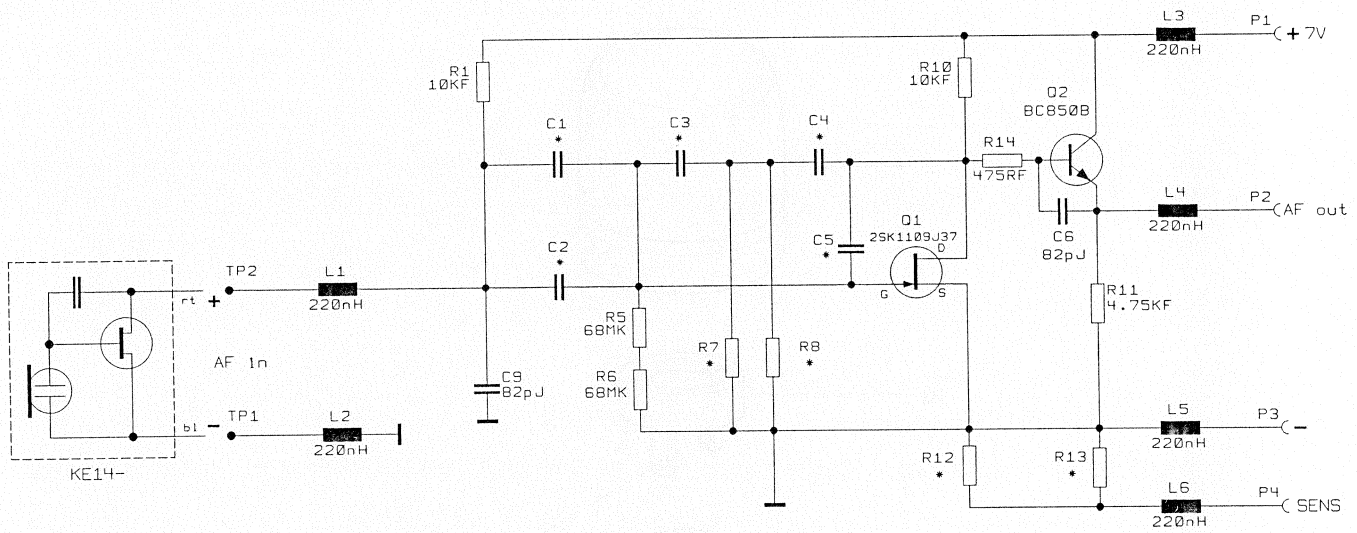 L3
P1
+ 7V
220nH
R1
10KF
R10
10KF
Q2
BC850B
C1
*
C3
*
C4
*
R14
475RF
L4
P2
AF out
220nH
C6
82pJ
Q1
2SK1109J37
D
G
S
C5
*
C2
*
TP2
L1
rt
+
220nH
R11
4.75KF
AF in
R5
68MK
R7
*
R8
*
C9
82pJ
R6
68MK
bl
-
TP1
L2
220nH
L5
P3
-
220nH
KE14-
R12
*
R13
*
L6
P4
SENS
220nH